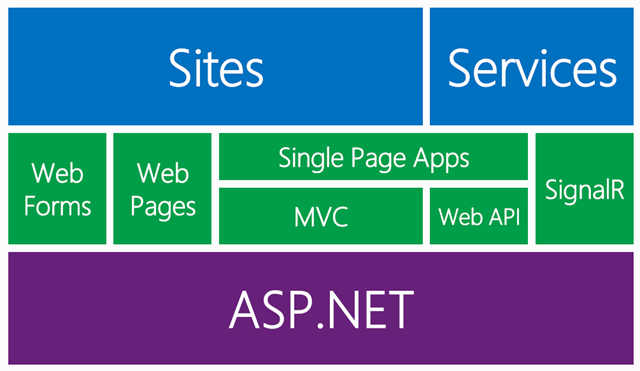 Sites
Services
Web
Forms
Web
Pages
Single Page Apps
MVC
Web API
SignalR
ASP.NET